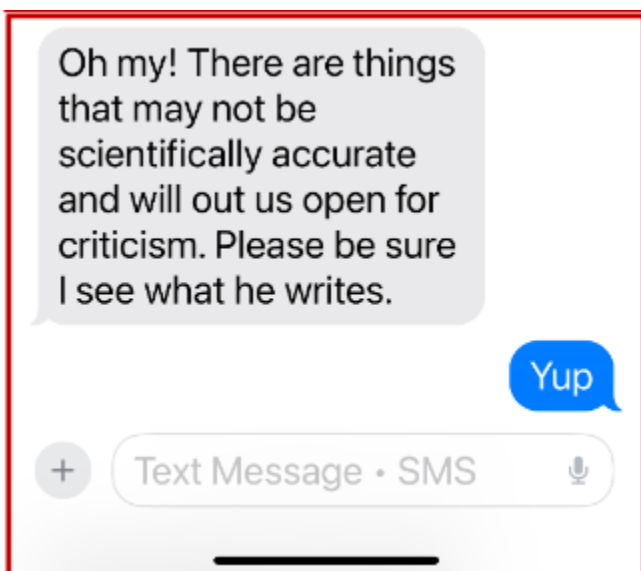 Oh my! There are things
that may not be
scientifically accurate
and will out us open for
criticism. Please be sure
I see what he writes.
Yup
+
Text Message • SMS